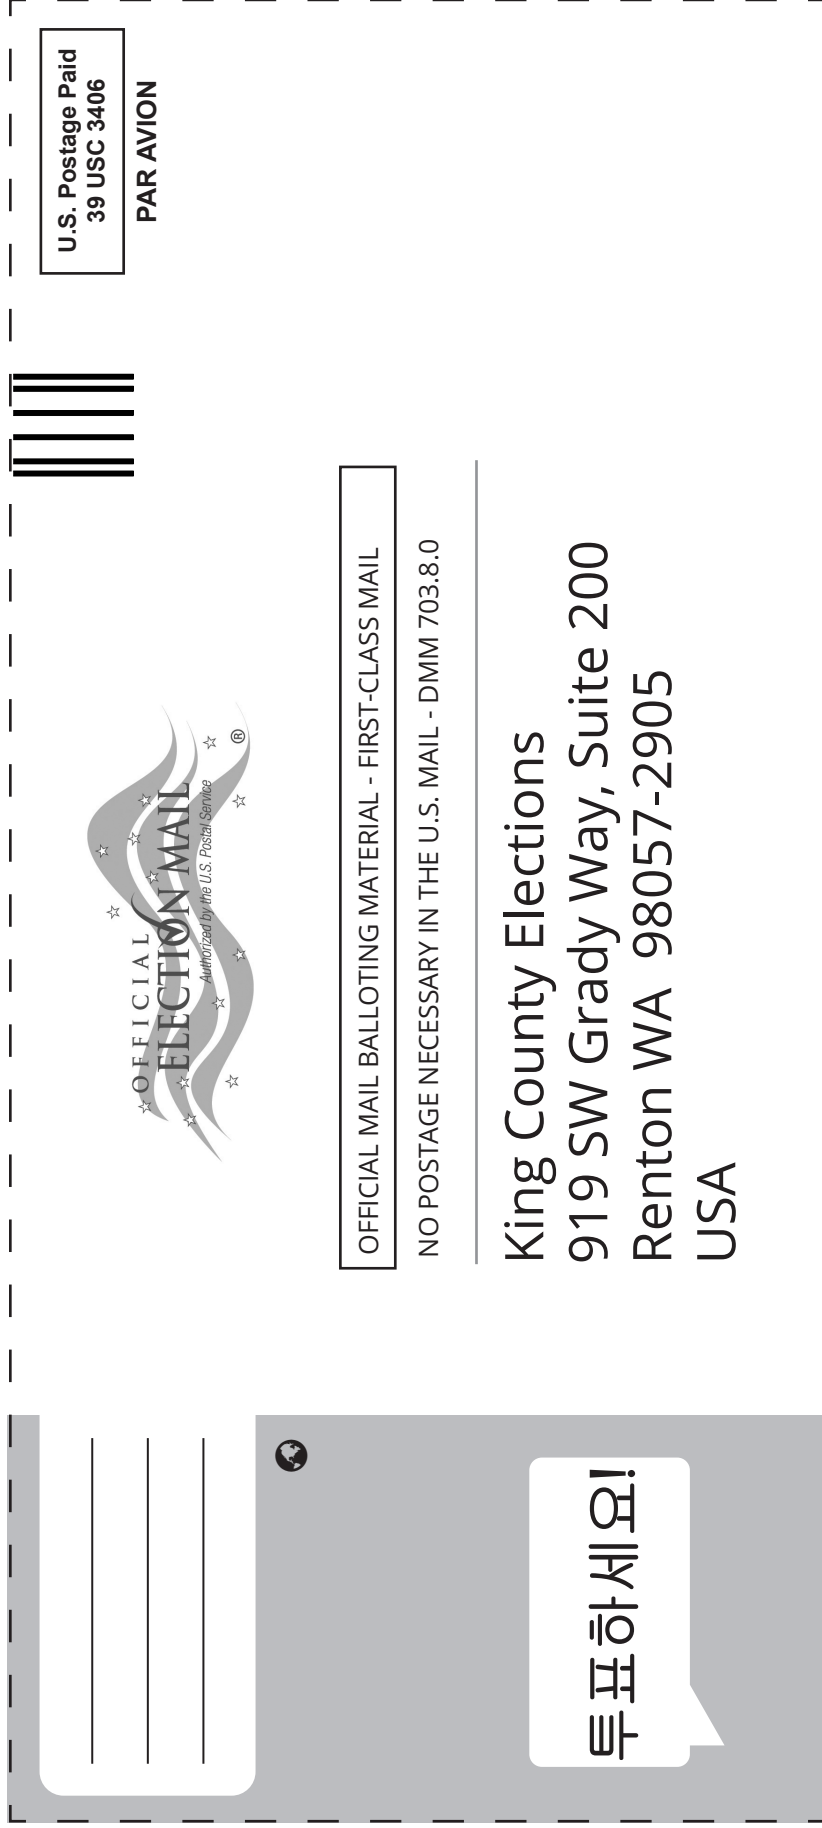 U.S. Postage Paid
39 USC 3406
PAR AVION
OFFICIAL
ELECTION MAIL
Authorized by the U.S. Postal Service
®
OFFICIAL MAIL BALLOTING MATERIAL - FIRST-CLASS MAIL
NO POSTAGE NECESSARY IN THE U.S. MAIL - DMM 703.8.0
King County Elections
919 SW Grady Way, Suite 200
Renton WA  98057-2905
USA
투표하세요!